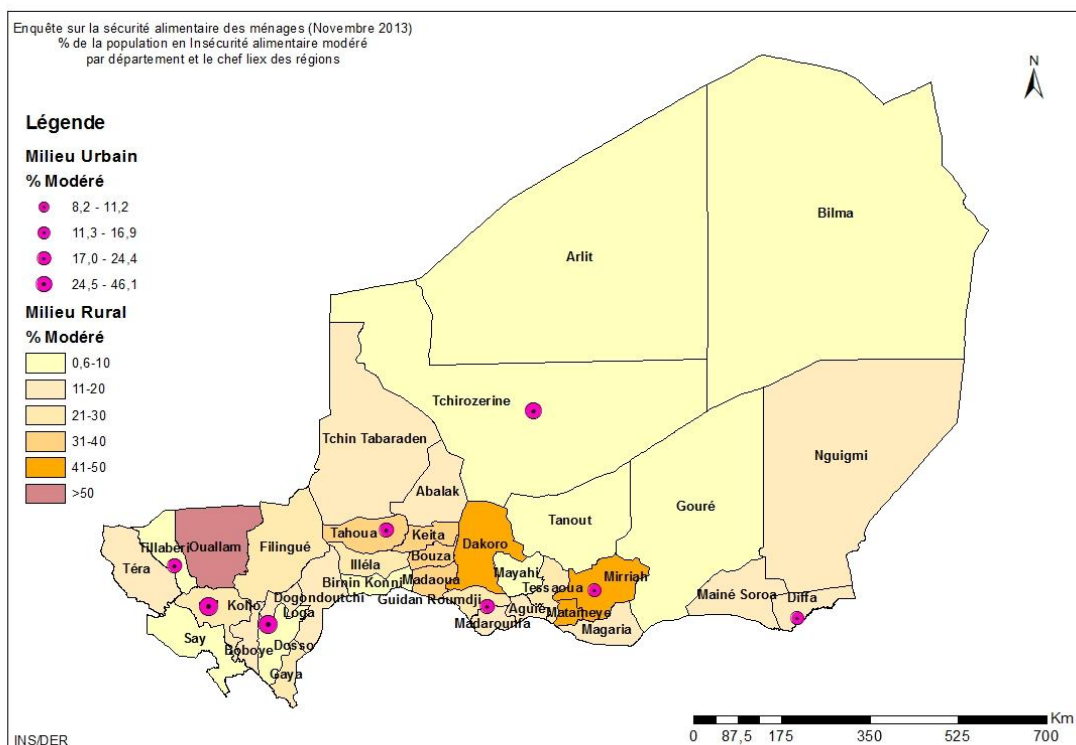 Enquête sur la sécurité alimentaire des ménages (Novembre 2013)
% de la population en Insécurité alimentaire modéré
par département et le chef liex des régions
N
Légende
Milieu Urbain
% Modéré
8,2 - 11,2
11,3 - 16,9
17,0 - 24,4
24,5 - 46,1
Milieu Rural
% Modéré
0,6-10
11-20
21-30
31-40
41-50
>50
Bilma
Arlit
Tchirozerine
Tchin Tabaraden
Nguigmi
Abalak
Gouré
Tanout
Tahoua
Keita
Dakoro
Tillaberi
Ouallam
Filingué
Bouza
Illéla
Téra
Mayahi
Mirriah
Birnin Konni
Madaoua
Tessaoua
Mainé Soroa
Diffa
Dogondoutchi
Guidan Roumdji
Kollo
Loga
Aguié
Matameye
Madarounfa
Magaria
Say
Boboye
Dosso
Gaya
Km
0 87,5 175 350 525 700
INS/DER